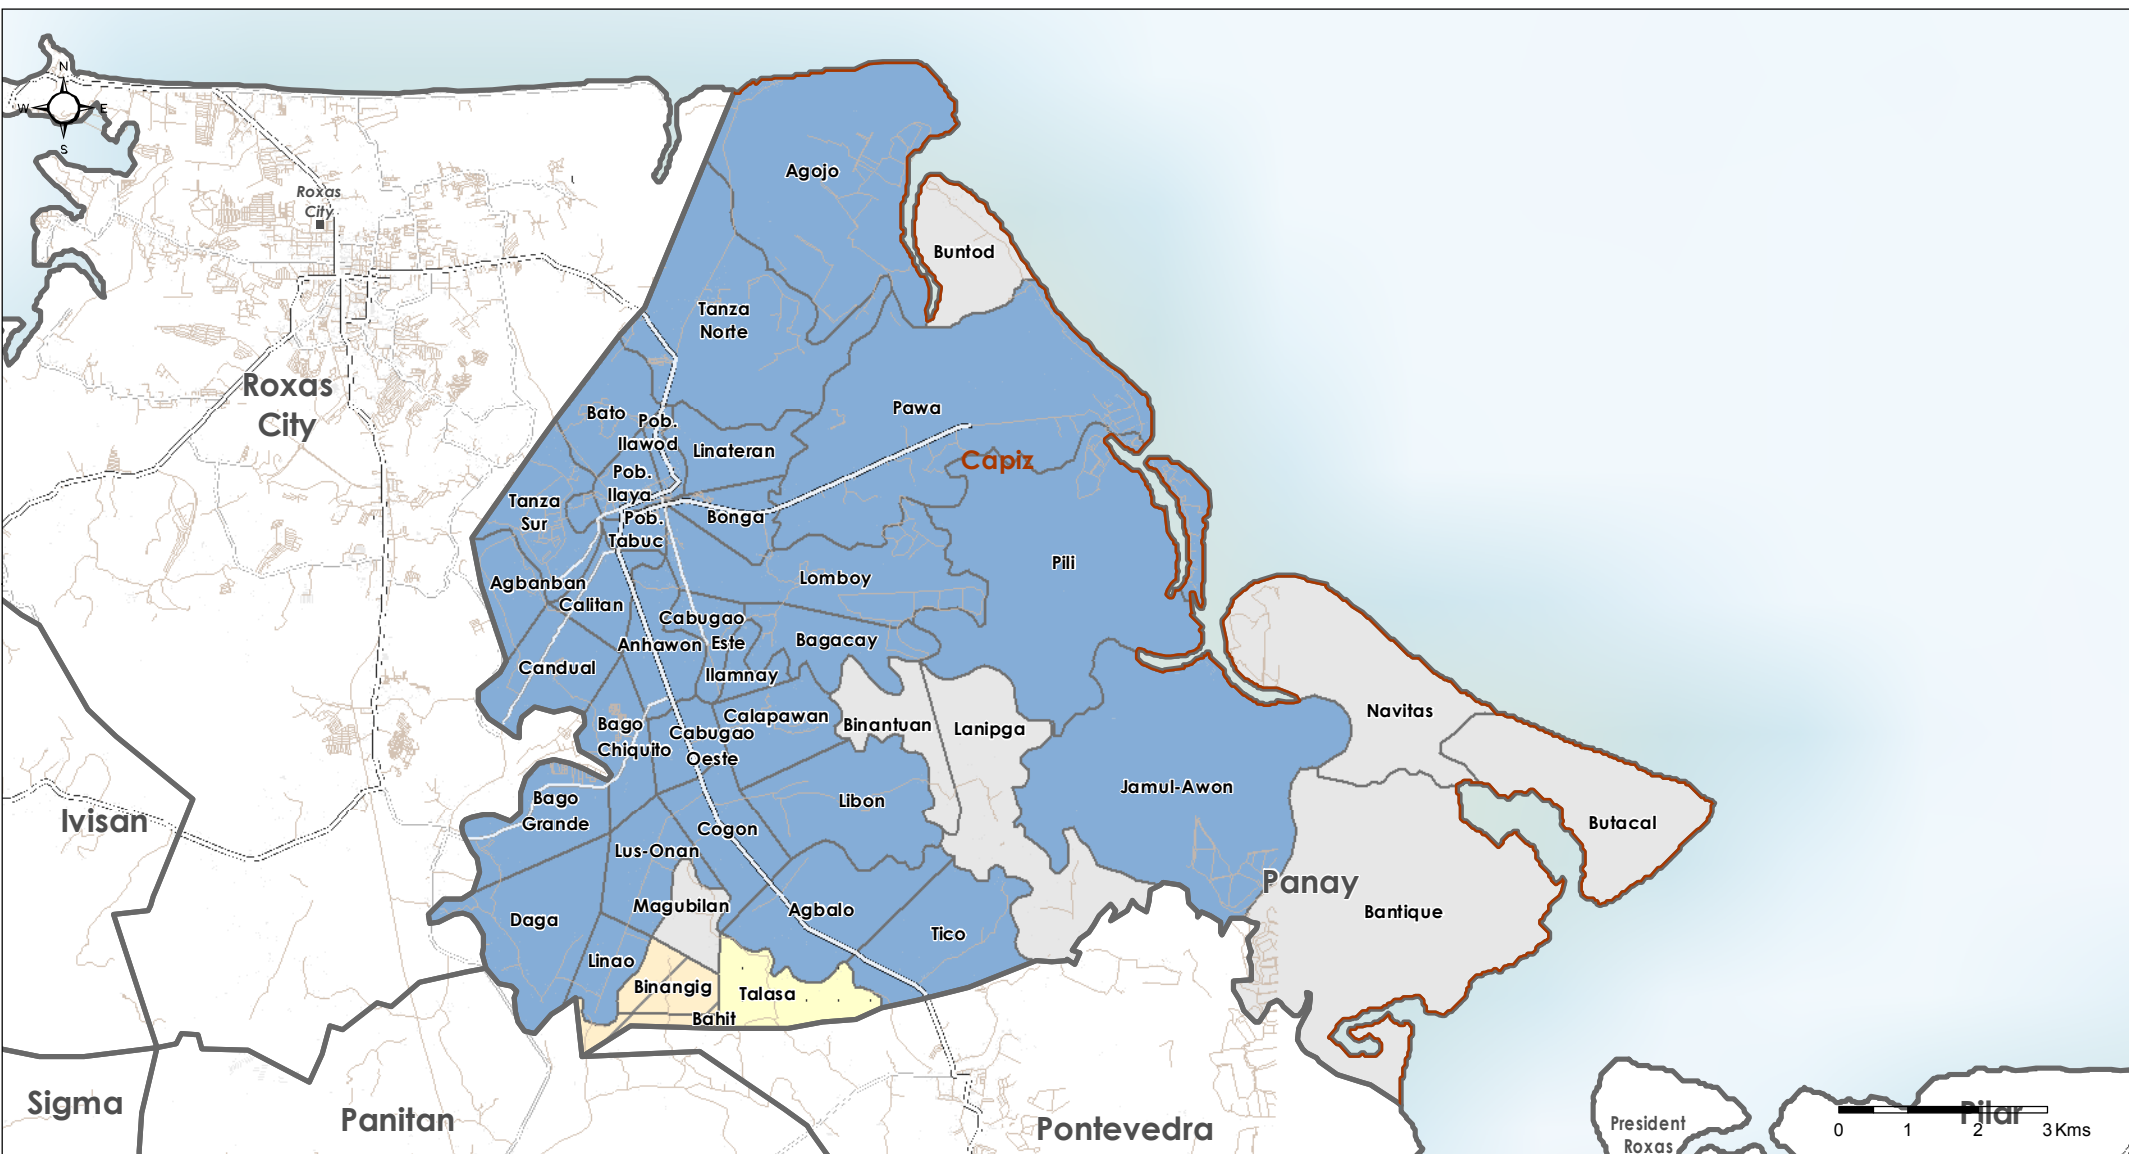 N
W
E
S
Roxas
City
Agojo
Buntod
Tanza
Norte
Roxas
City
Bato
Pob.
Ilawod
Pawa
Linateran
Capiz
Pob.
Ilaya
Tanza
Sur
Pob.
Tabuc
Bonga
Pili
Agbanban
Lomboy
Calitan
Cabugao
Este
Anhawon
Bagacay
Candual
Ilamnay
Bago
Chiquito
Calapawan
Cabugao
Oeste
Binantuan
Lanipga
Navitas
Jamul-Awon
Bago
Grande
Libon
Ivisan
Cogon
Butacal
Lus-Onan
Panay
Magubilan
Agbalo
Bantique
Daga
Tico
Linao
Binangig
Talasa
Bahit
Sigma
Panitan
Pontevedra
President
Roxas
Pilar
0 1 2 3 Kms